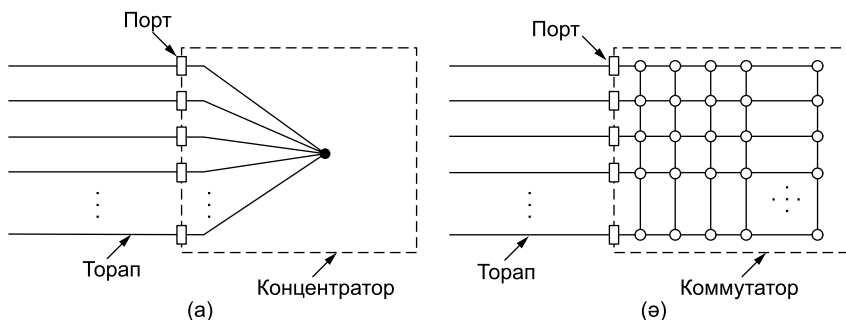 Порт
Торап
Концентратор
(а)
Порт
Торап
Коммутатор
(ә)